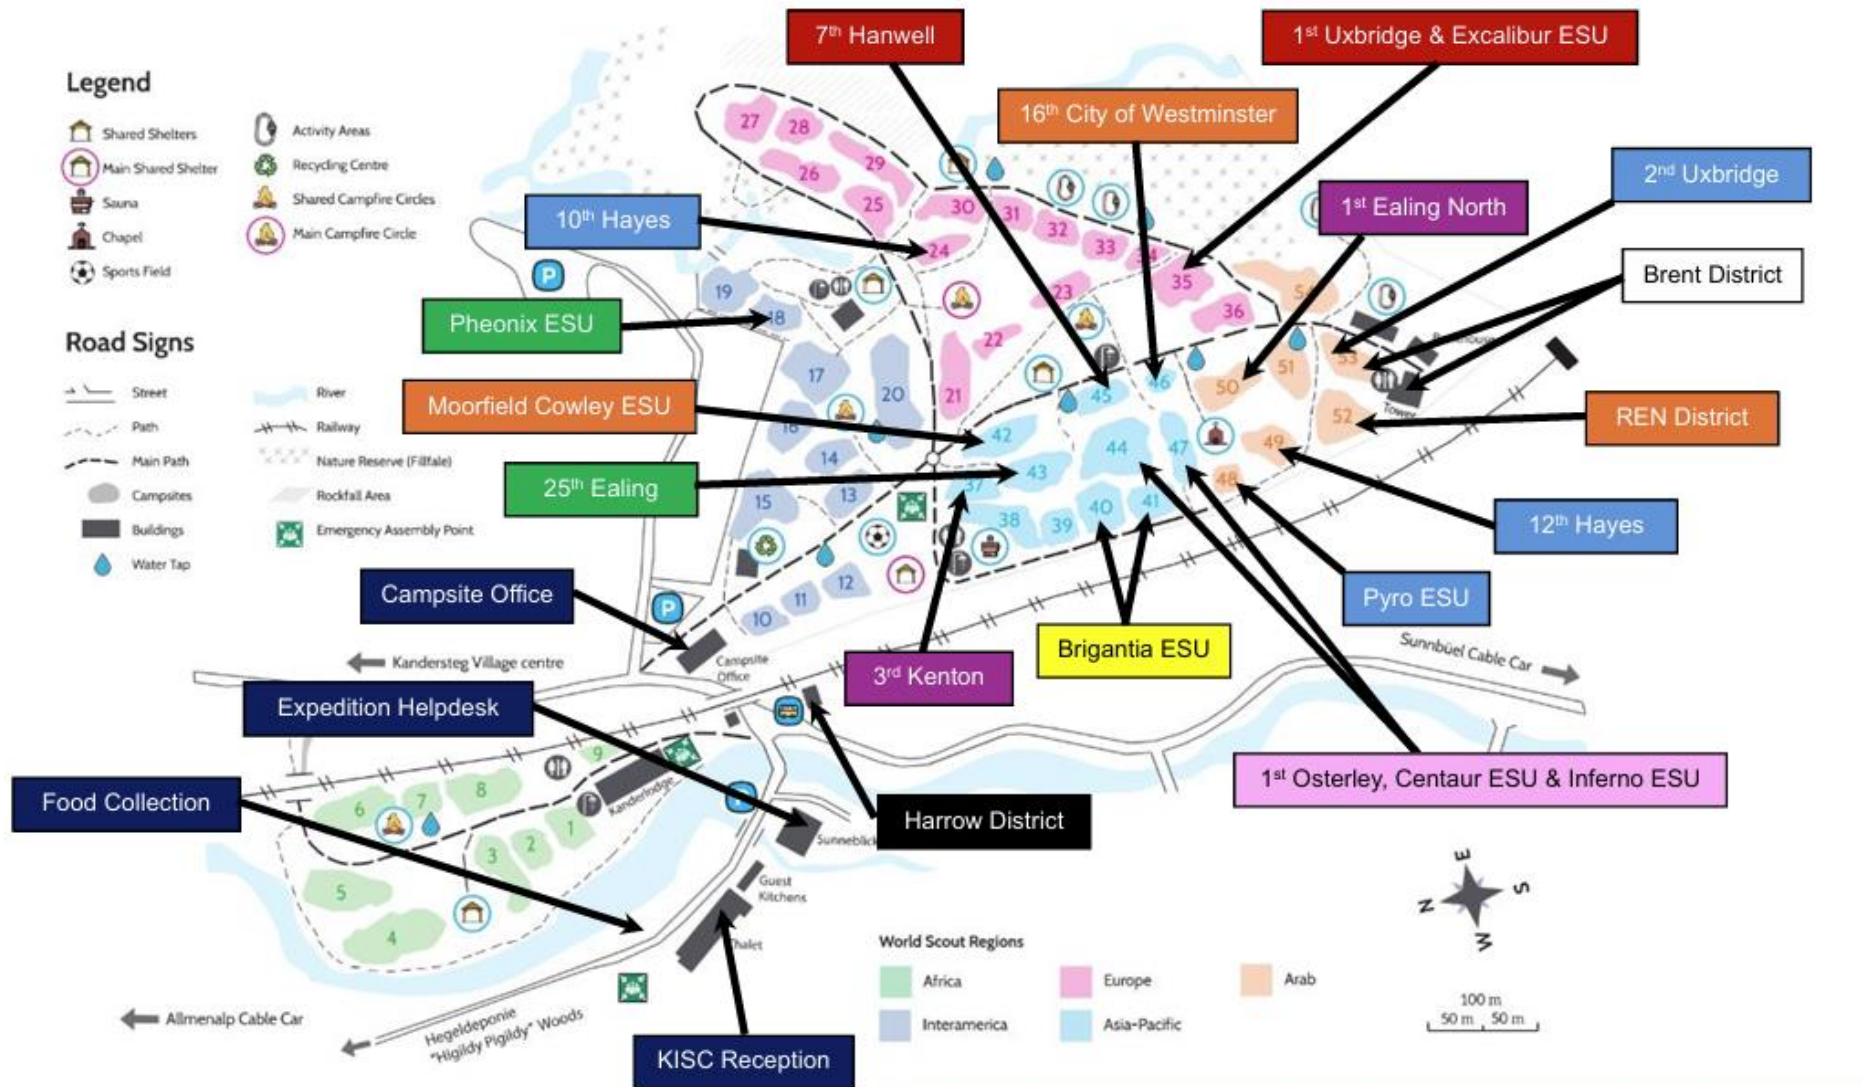 7th Hanwell
1st Uxbridge & Excalibur ESU
Legend
16th City of Westminster
27
28
Shared Shelters
Activity Areas
29
Main Shared Shelter
Recycling Centre
26
2nd Uxbridge
Sauna
Shared Campfire Circles
25
30
31
1st Ealing North
10th Hayes
32
Chapel
Main Campfire Circle
33
34
24
Sports Field
P
35
Brent District
19
23
54
36
18
Pheonix ESU
22
Road Signs
53
17
51
50
46
Street
River
20
21
45
Tower
Moorfield Cowley ESU
52
REN District
Path
Railway
16
42
44
47
49
Main Path
Nature Reserve (Fillfale)
14
43
48
25th Ealing
37
Campsites
Rockfall Area
15
13
40
41
38
39
12th Hayes
Buildings
Emergency Assembly Point
Water Tap
12
Campsite Office
11
P
10
Pyro ESU
Brigantia ESU
Sunnbüel Cable Car
Kandersteg Village centre
Campsite
Office
3rd Kenton
Expedition Helpdesk
9
1st Osterley, Centaur ESU & Inferno ESU
8
7
6
Kanderlodge
P
Food Collection
Harrow District
1
2
3
Sunneblick
5
Guest
Kitchens
E
S
N
W
4
Chalet
World Scout Regions
Africa
Europe
Arab
100 m
50 m
50 m
Allmenalp Cable Car
Interamerica
Asia-Pacific
Hegeldeponie
"Higildy Pigildy" Woods
KISC Reception